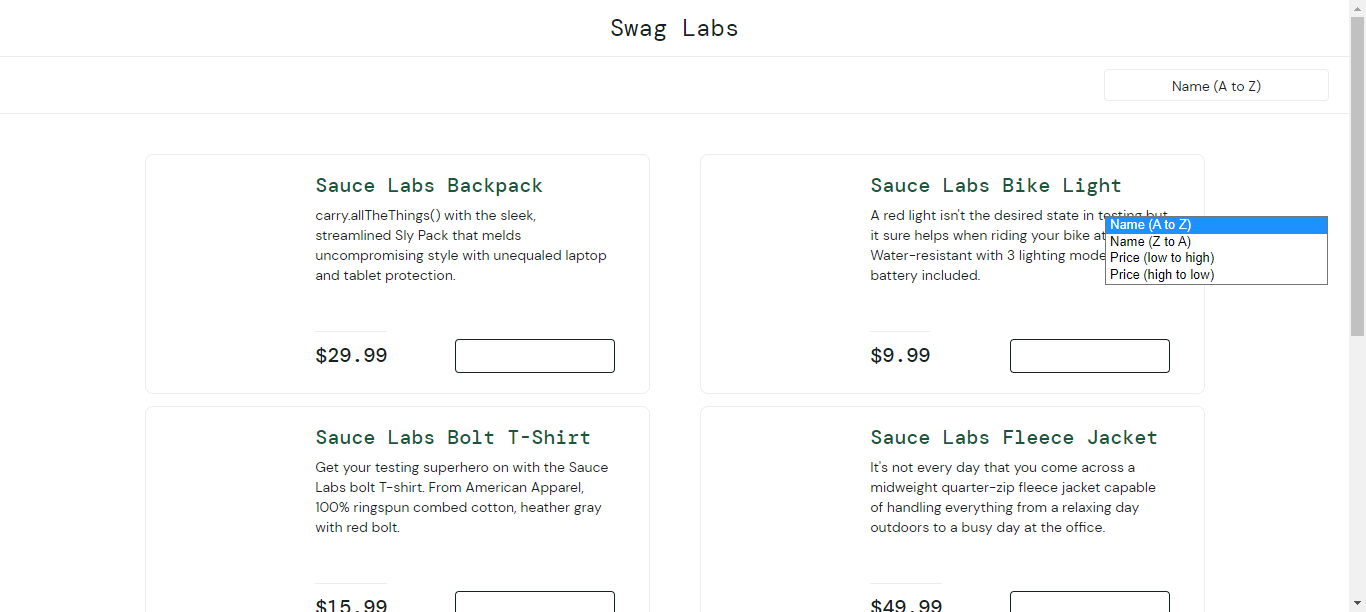 Swag Labs
Name (A to Z)
Sauce Labs Backpack
carry.allTheThings() with the sleek,
streamlined Sly Pack that melds
uncompromising style with unequaled laptop
and tablet protection.
$29.99
Sauce Labs Bike Light
A red light isn't the desired state in testing but
it sure helps when riding your bike at
Water-resistant with 3 lighting mode
battery included.
$9.99
Name (A to Z)
Name (Z to A)
Price (low to high)
Price (high to low)
Sauce Labs Bolt T-Shirt
Get your testing superhero on with the Sauce
Labs bolt T-shirt. From American Apparel,
100% ringspun combed cotton, heather gray
with red bolt.
$15.99
Sauce Labs Fleece Jacket
It's not every day that you come across a
midweight quarter-zip fleece jacket capable
of handling everything from a relaxing day
outdoors to a busy day at the office.
$49.99